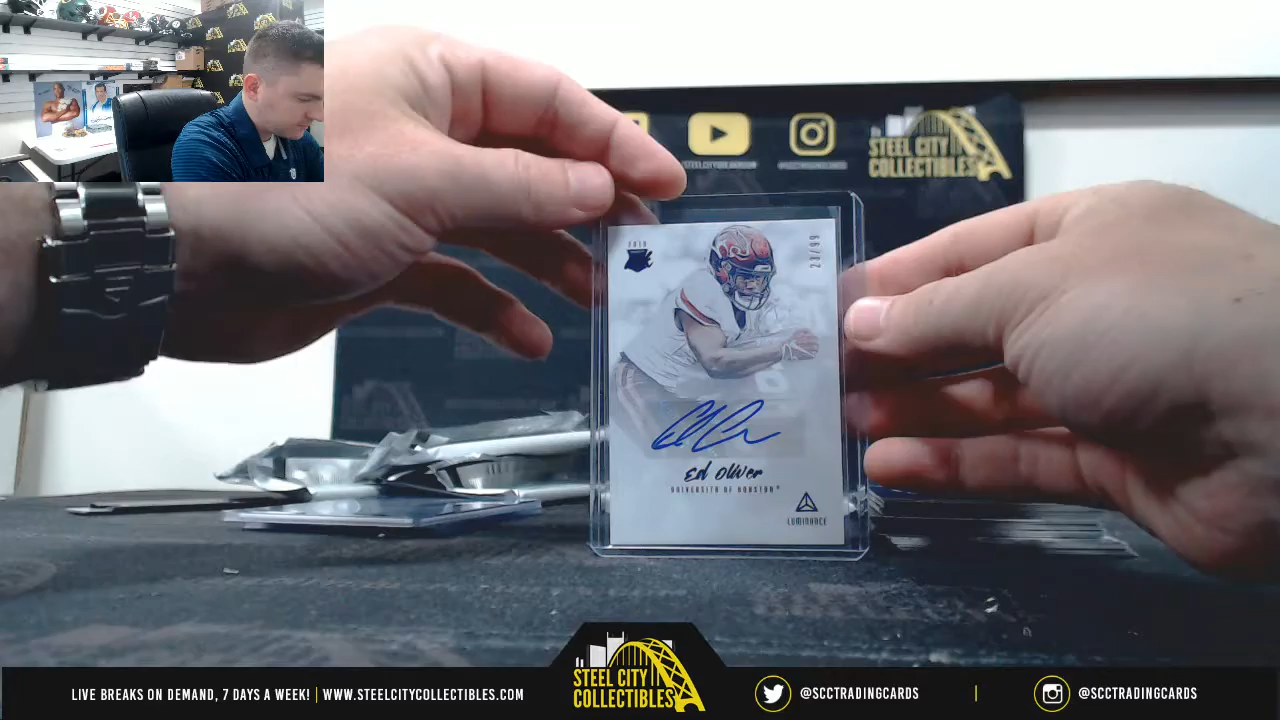 STEEL CITY
COLLECTIBLES
2019
23/99
Ed Oliver
UNIVERSITY OF HOUSTON
LUMINANCE
STEEL CITY
COLLECTIBLES
LIVE BREAKS ON DEMAND, 7 DAYS A WEEK! | WWW.STEELCITYCOLLECTIBLES.COM
@SCCTRADINGCARDS | @SCCTRADINGCARDS